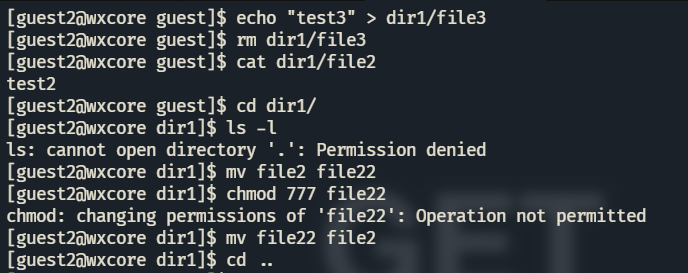 [guest2@wxcore guest]$ echo "test3" > dir1/file3
[guest2@wxcore guest]$ rm dir1/file3
[guest2@wxcore guest]$ cat dir1/file2
test2
[guest2@wxcore guest]$ cd dir1/
[guest2@wxcore dir1]$ ls -l
ls: cannot open directory '.': Permission denied
[guest2@wxcore dir1]$ mv file2 file22
[guest2@wxcore dir1]$ chmod 777 file22
chmod: changing permissions of 'file22': Operation not permitted
[guest2@wxcore dir1]$ mv file22 file2
[guest2@wxcore dir1]$ cd ..
GET